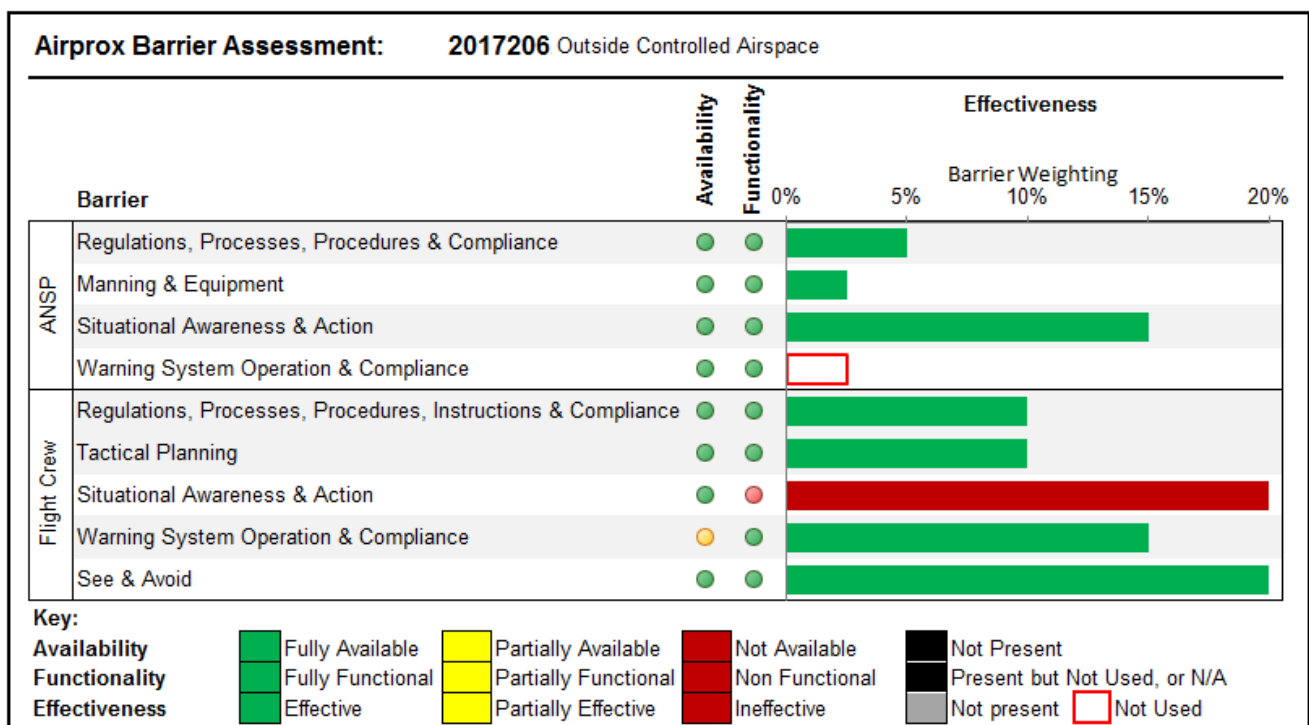 Airprox Barrier Assessment: 2017206 Outside Controlled Airspace
Availability
Functionality
Effectiveness
Barrier Weighting
Barrier
0% 5% 10% 15% 20%
ANSP
Regulations, Processes, Procedures & Compliance
Manning & Equipment
Situational Awareness & Action
Warning System Operation & Compliance
Flight Crew
Regulations, Processes, Procedures, Instructions & Compliance
Tactical Planning
Situational Awareness & Action
Warning System Operation & Compliance
See & Avoid
Key:
Availability Fully Available Partially Available Not Available Not Present
Functionality Fully Functional Partially Functional Non Functional Present but Not Used, or N/A
Effectiveness Effective Partially Effective Ineffective Not present Not Used